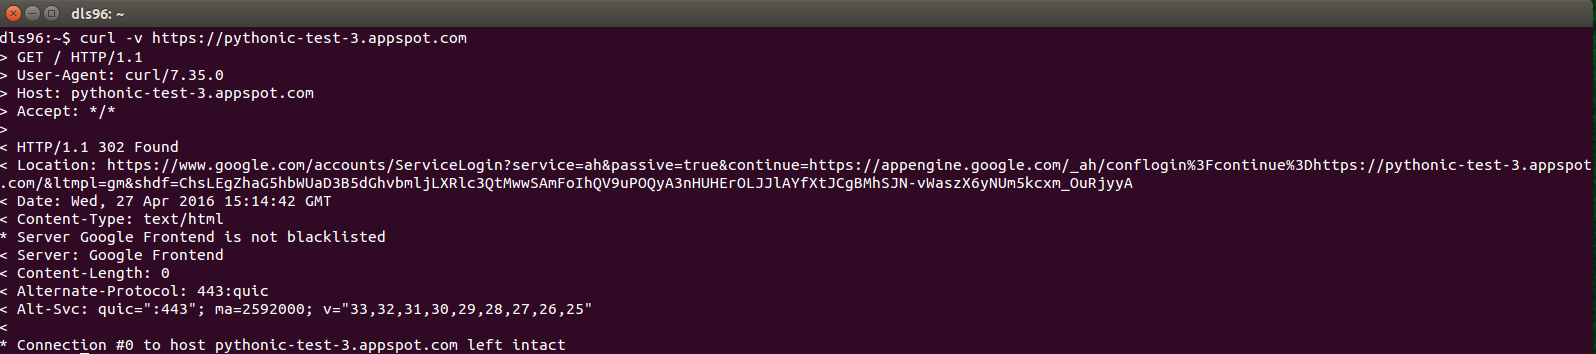 dls96: ~
dls96:~$ curl -v https://pythonic-test-3.appspot.com
> GET / HTTP/1.1
> User-Agent: curl/7.35.0
> Host: pythonic-test-3.appspot.com
> Accept: */*
>
< HTTP/1.1 302 Found
< Location: https://www.google.com/accounts/ServiceLogin?service=ah&passive=true&continue=https://appengine.google.com/_ah/conflogin%3Fcontinue%3Dhttps://pythonic-test-3.appspot
.com/&ltmpl=gm&shdf=ChsLEgZhaG5hbWUaD3B5dGhvbmljLXRlc3QtMwwSAmFoIhQV9uPOQyA3nHUHErOLJJlAYfXtJCgBMhSJN-vWaszX6yNUm5kcxm_OuRjyyA
< Date: Wed, 27 Apr 2016 15:14:42 GMT
< Content-Type: text/html
* Server Google Frontend is not blacklisted
< Server: Google Frontend
< Content-Length: 0
< Alternate-Protocol: 443:quic
< Alt-Svc: quic=":443"; ma=2592000; v="33,32,31,30,29,28,27,26,25"
<
* Connection #0 to host pythonic-test-3.appspot.com left intact